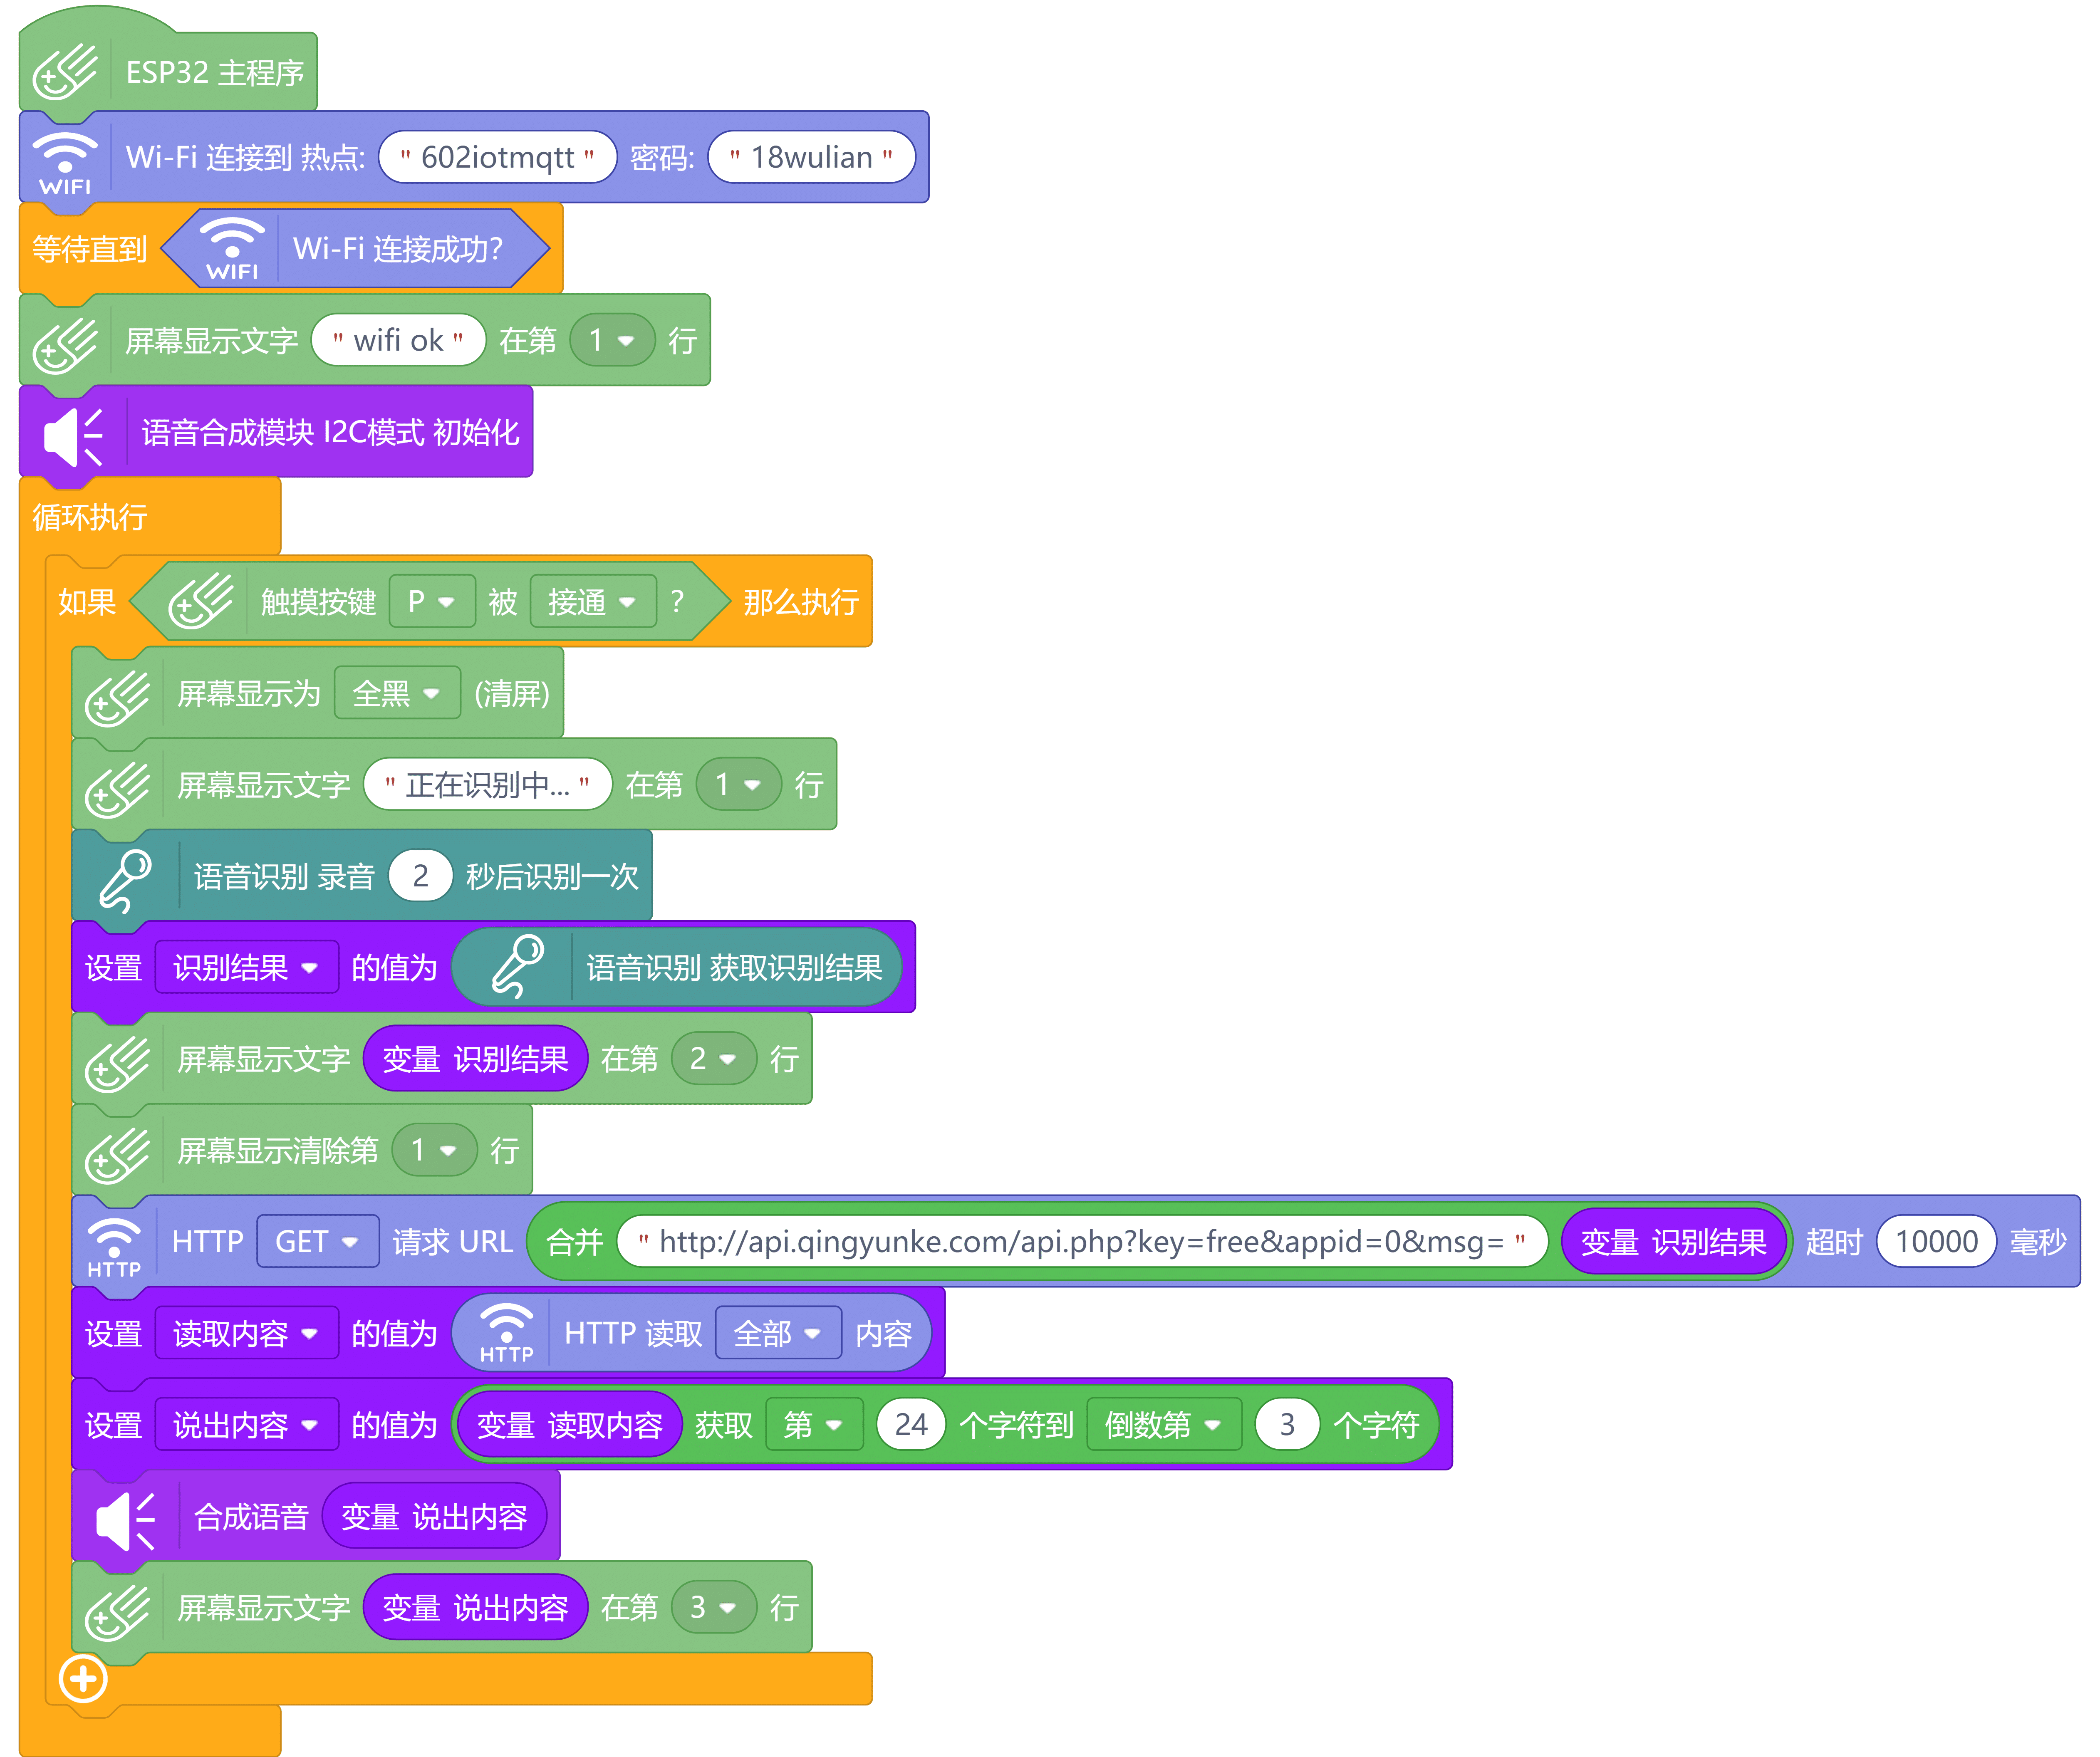 ESP32 主程序
WIFI Wi-Fi 连接到 热点: "602iotmqtt" 密码: "18wulian"
等待直到 WIFI Wi-Fi 连接成功?
屏幕显示文字 "wifi ok" 在第 1 行
语音合成模块 I2C模式 初始化
循环执行
如果 触摸按键 P 被 接通 ? 那么执行
屏幕显示为 全黑 (清屏)
屏幕显示文字 "正在识别中..." 在第 1 行
语音识别 录音 2 秒后识别一次
设置 识别结果 的值为 语音识别 获取识别结果
屏幕显示文字 变量 识别结果 在第 2 行
屏幕显示清除第 1 行
HTTP HTTP GET 请求 URL 合并 "http://api.qingyunke.com/api.php?key=free&appid=0&msg=" 变量 识别结果 超时 10000 毫秒
设置 读取内容 的值为 HTTP HTTP 读取 全部 内容
设置 说出内容 的值为 变量 读取内容 获取 第 24 个字符到 倒数第 3 个字符
合成语音 变量 说出内容
屏幕显示文字 变量 说出内容 在第 3 行